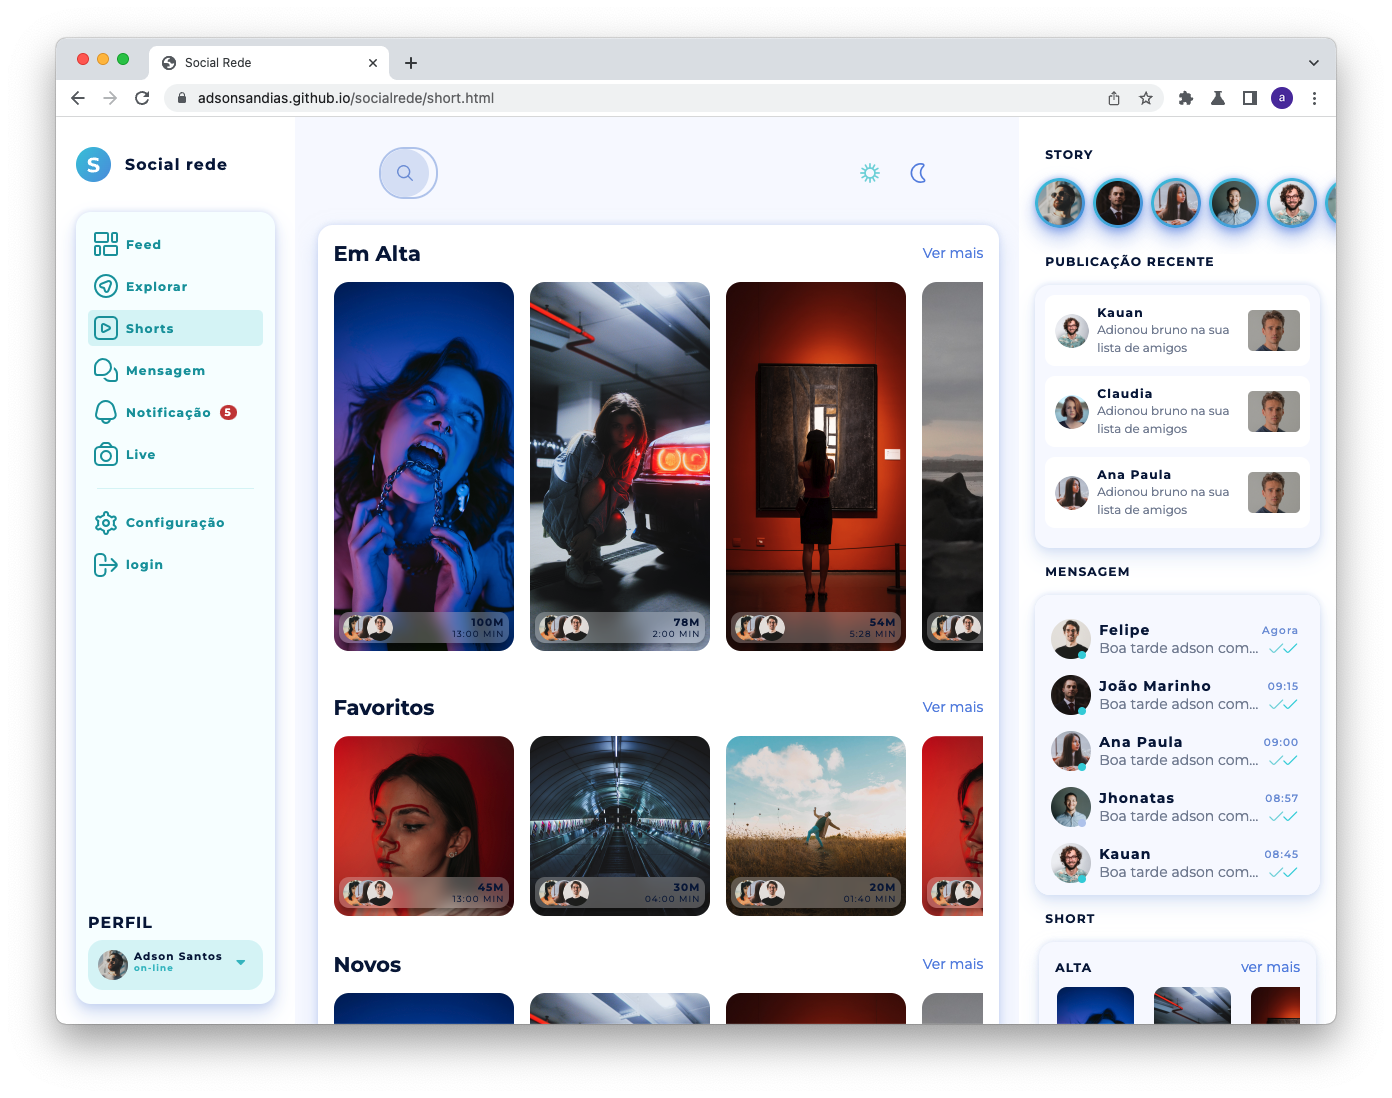 Social Rede
adsonsandias.github.io/socialrede/short.html
a
S
Social rede
Feed
Explorar
Shorts
Mensagem
Notificação 5
Live
Configuração
login
PERFIL
Adson Santos
on-line
Em Alta
Ver mais
100M
13:00 MIN
78M
2:00 MIN
54M
5:28 MIN
Favoritos
Ver mais
45M
13:00 MIN
30M
04:00 MIN
20M
01:40 MIN
Novos
Ver mais
STORY
PUBLICAÇÃO RECENTE
Kauan
Adionou bruno na sua
lista de amigos
Claudia
Adionou bruno na sua
lista de amigos
Ana Paula
Adionou bruno na sua
lista de amigos
MENSAGEM
Felipe Agora
Boa tarde adson com...
João Marinho 09:15
Boa tarde adson com...
Ana Paula 09:00
Boa tarde adson com...
Jhonatas 08:57
Boa tarde adson com...
Kauan 08:45
Boa tarde adson com...
SHORT
ALTA ver mais